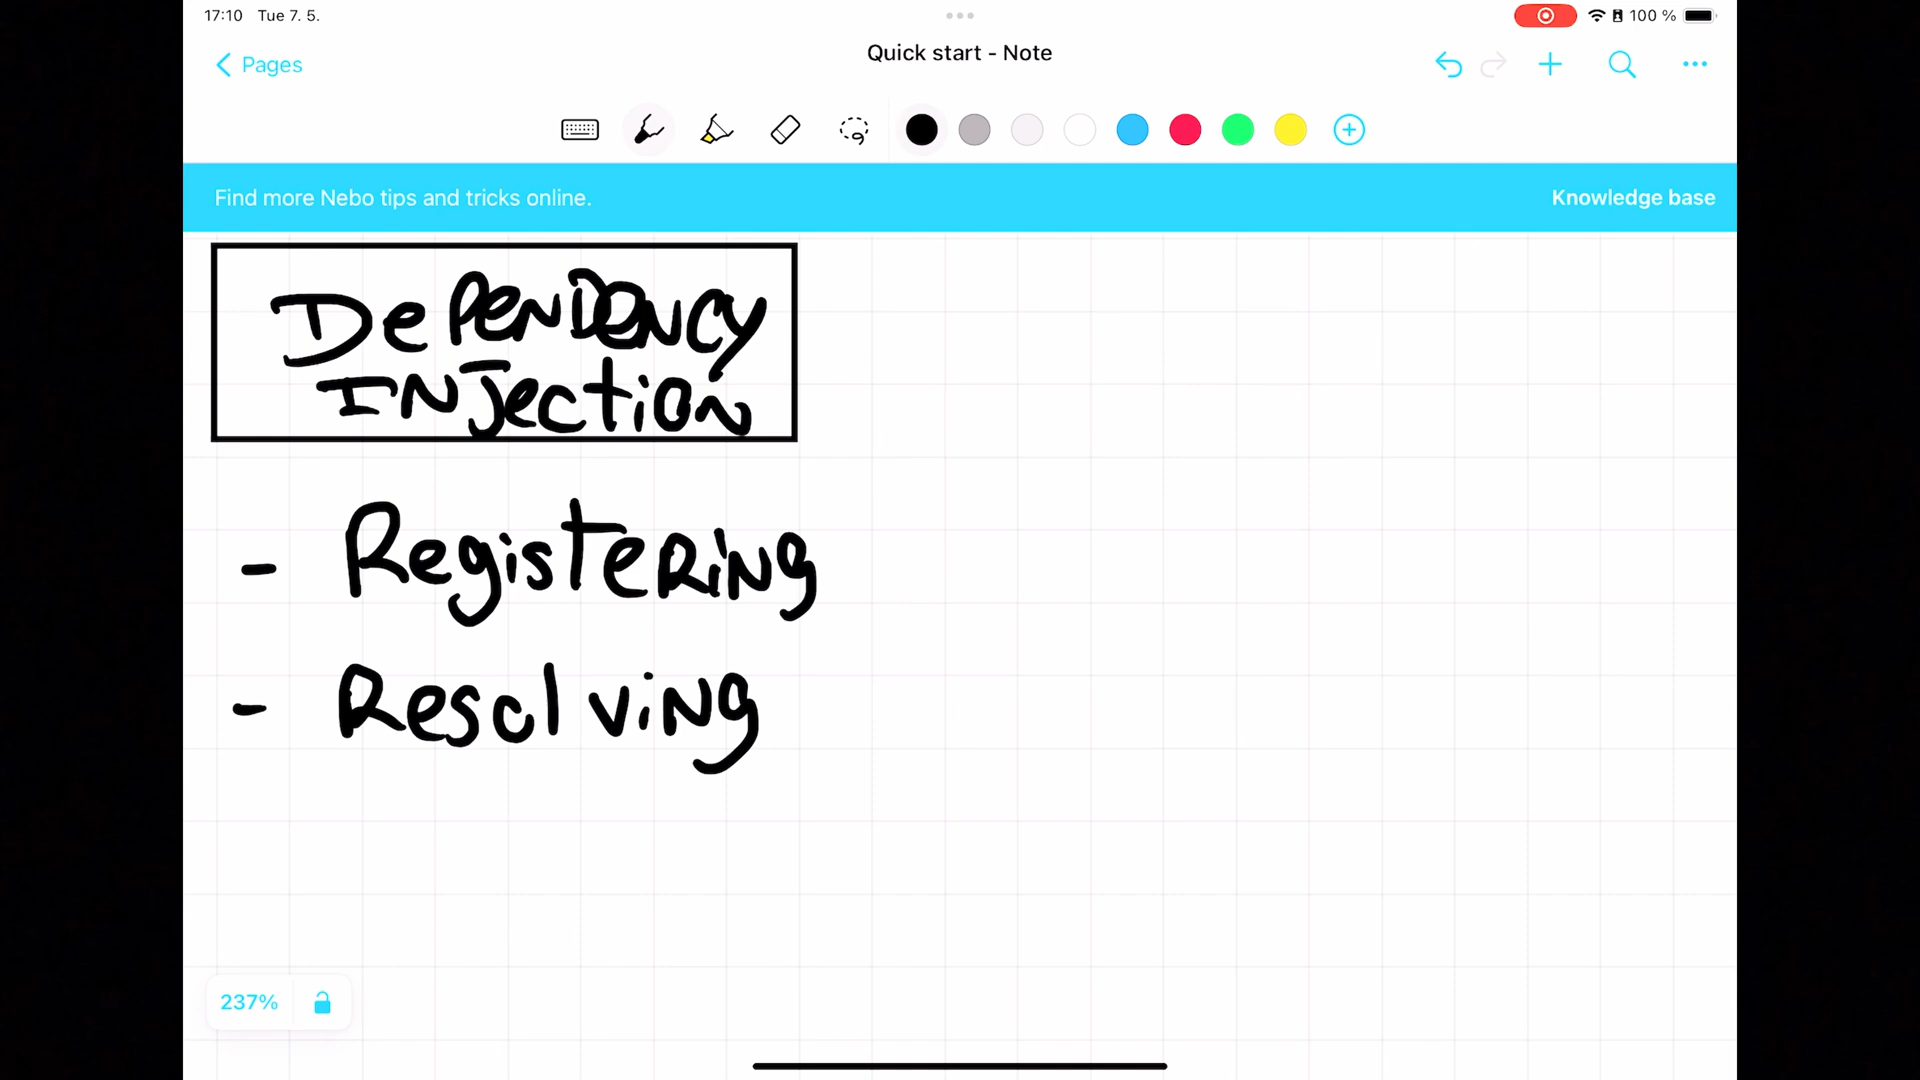 17:10 Tue 7. 5.
100 %
Pages
Quick start - Note
Find more Nebo tips and tricks online.
Knowledge base
Dependency
Injection
- Registering
- Resolving
237%